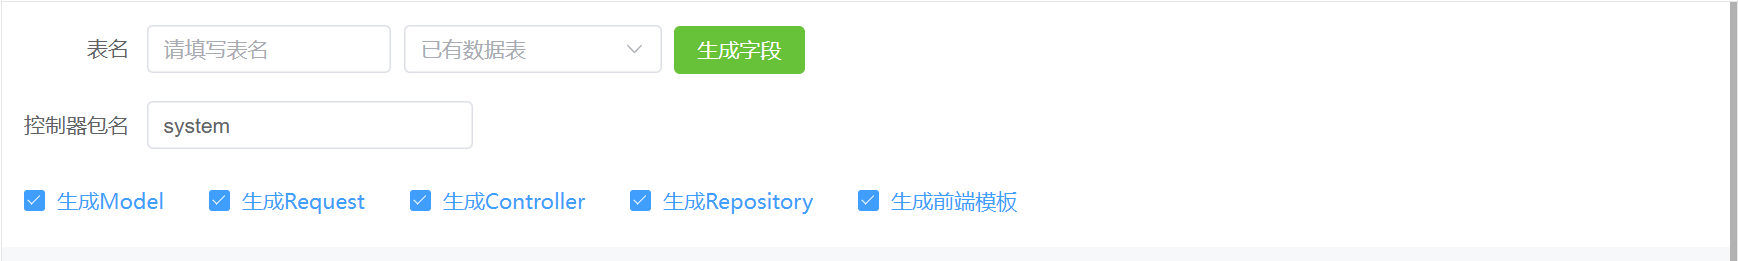 表名 请填写表名 已有数据表 生成字段
控制器包名 system
生成Model 生成Request 生成Controller 生成Repository 生成前端模板